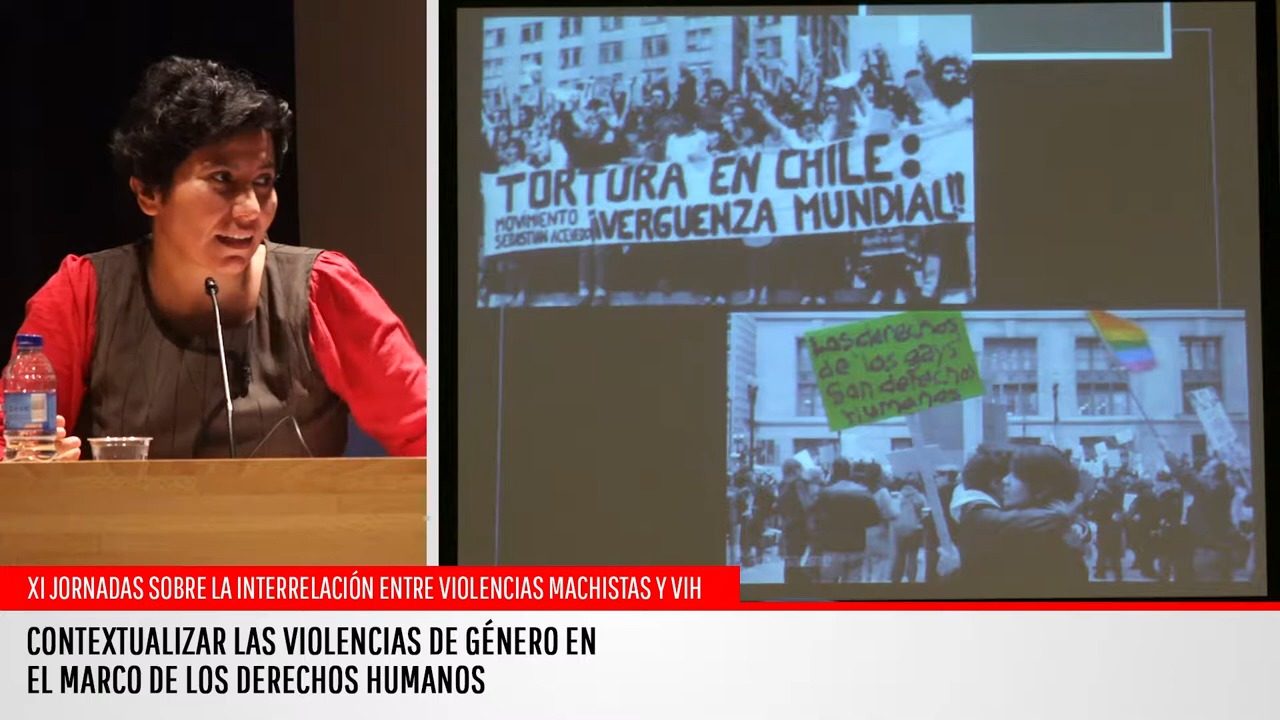 TORTURA EN CHILE:
MOVIMIENTO
SEBASTIÁN ACEVEDO
¡VERGUENZA MUNDIAL!!
Los derechos
de los gays
Son derechos
Humanos
XI JORNADAS SOBRE LA INTERRELACIÓN ENTRE VIOLENCIAS MACHISTAS Y VIH
CONTEXTUALIZAR LAS VIOLENCIAS DE GÉNERO EN
EL MARCO DE LOS DERECHOS HUMANOS